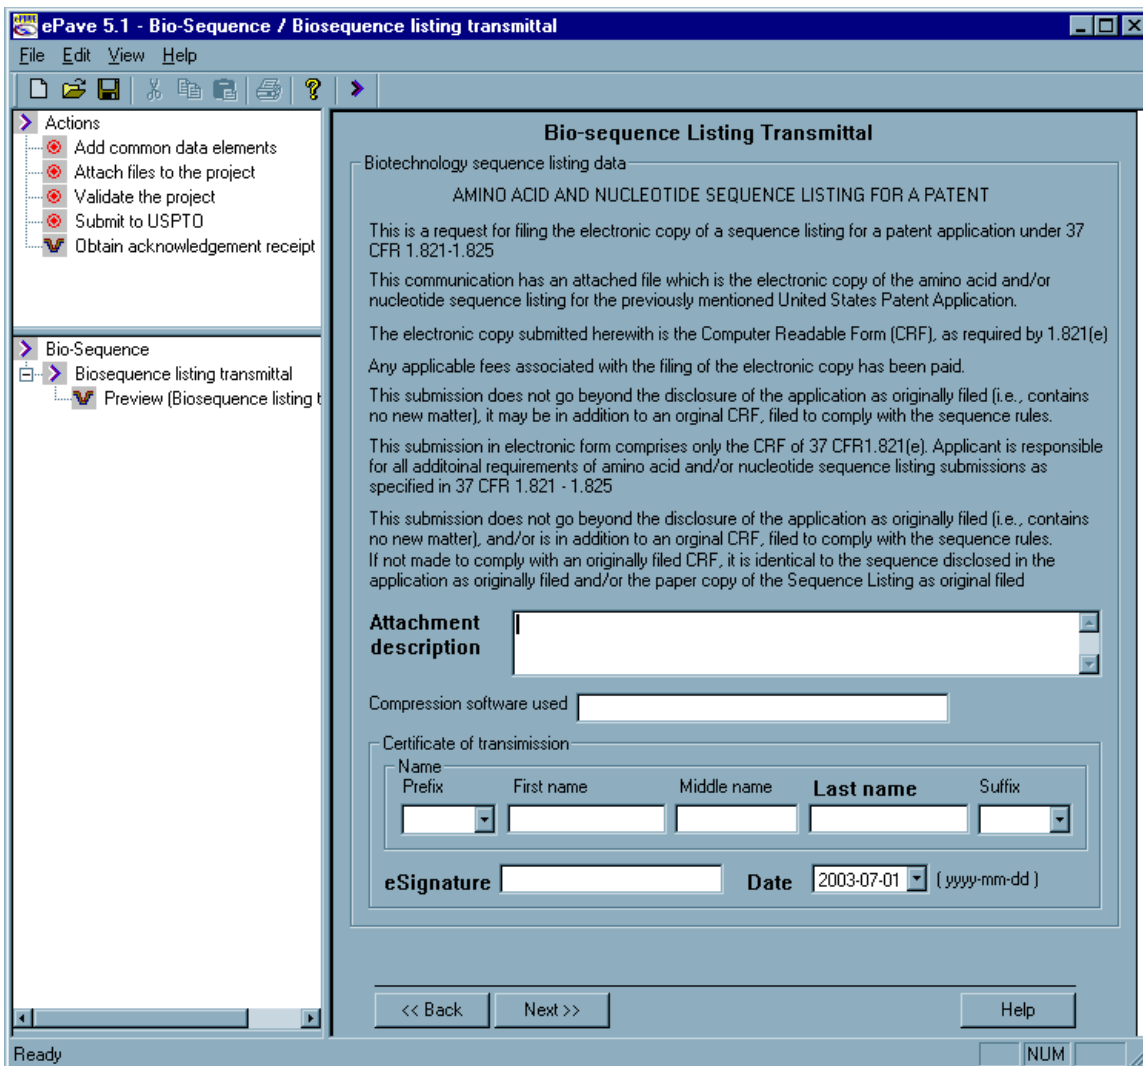 ePave 5.1 - Bio-Sequence / Biosequence listing transmittal
File Edit View Help
Actions
Add common data elements
Attach files to the project
Validate the project
Submit to USPTO
Obtain acknowledgement receipt
Bio-Sequence
Biosequence listing transmittal
Preview (Biosequence listing t
Bio-sequence Listing Transmittal
Biotechnology sequence listing data
AMINO ACID AND NUCLEOTIDE SEQUENCE LISTING FOR A PATENT
This is a request for filing the electronic copy of a sequence listing for a patent application under 37
CFR 1.821-1.825
This communication has an attached file which is the electronic copy of the amino acid and/or
nucleotide sequence listing for the previously mentioned United States Patent Application.
The electronic copy submitted herewith is the Computer Readable Form (CRF), as required by 1.821(e)
Any applicable fees associated with the filing of the electronic copy has been paid.
This submission does not go beyond the disclosure of the application as originally filed (i.e., contains
no new matter), it may be in addition to an orginal CRF, filed to comply with the sequence rules.
This submission in electronic form comprises only the CRF of 37 CFR1.821(e). Applicant is responsible
for all additoinal requirements of amino acid and/or nucleotide sequence listing submissions as
specified in 37 CFR 1.821 - 1.825
This submission does not go beyond the disclosure of the application as originally filed (i.e., contains
no new matter), and/or is in addition to an orginal CRF, filed to comply with the sequence rules.
If not made to comply with an originally filed CRF, it is identical to the sequence disclosed in the
application as originally filed and/or the paper copy of the Sequence Listing as original filed
Attachment
description
Compression software used
Certificate of transimission
Name
Prefix First name Middle name Last name Suffix
eSignature Date 2003-07-01 ( yyyy-mm-dd )
<< Back Next >> Help
Ready NUM